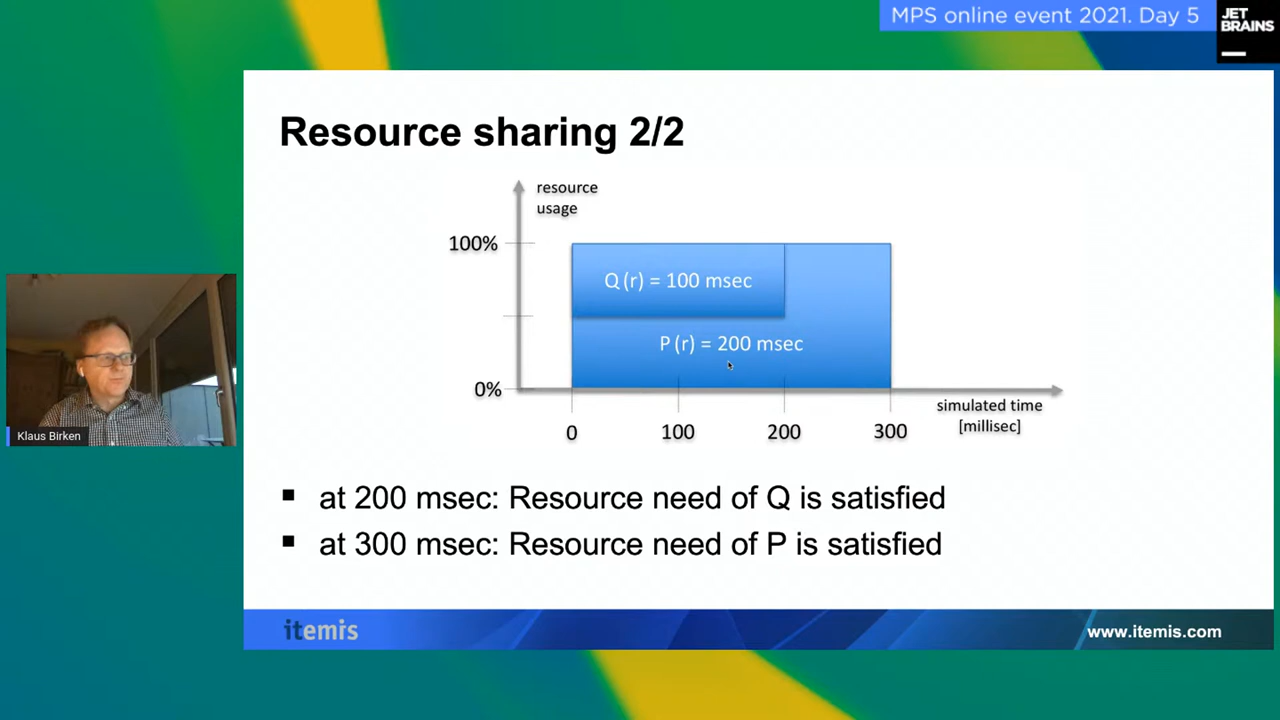 MPS online event 2021. Day 5
JET
BRAINS
Resource sharing 2/2
resource
usage
100%
Q (r) = 100 msec
P (r) = 200 msec
0%
simulated time
[millisec]
0 100 200 300
Klaus Birken
▪ at 200 msec: Resource need of Q is satisfied
▪ at 300 msec: Resource need of P is satisfied
itemis
www.itemis.com